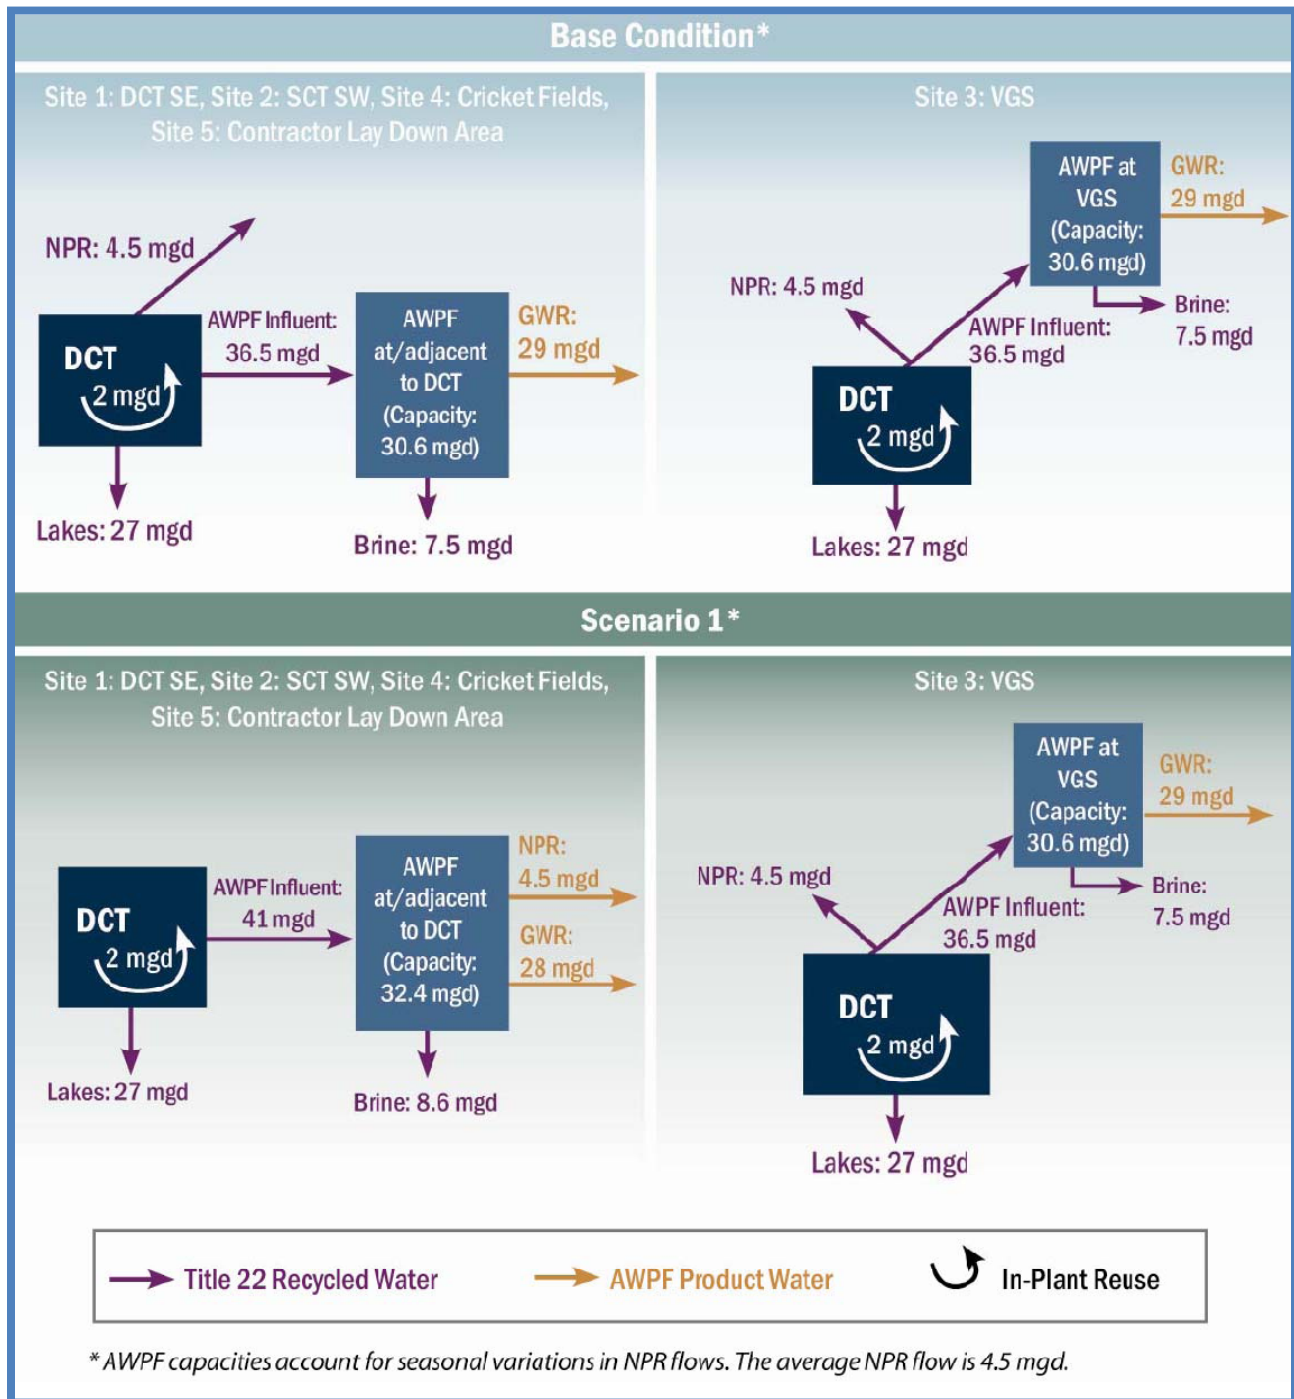 Base Condition*
Site 1: DCT SE, Site 2: SCT SW, Site 4: Cricket Fields,
Site 5: Contractor Lay Down Area
NPR: 4.5 mgd
DCT
2 mgd
AWPF Influent:
36.5 mgd
AWPF
at/adjacent
to DCT
(Capacity:
30.6 mgd)
GWR:
29 mgd
Lakes: 27 mgd
Brine: 7.5 mgd
Site 3: VGS
AWPF at
VGS
(Capacity:
30.6 mgd)
GWR:
29 mgd
NPR: 4.5 mgd
AWPF Influent:
36.5 mgd
Brine:
7.5 mgd
DCT
2 mgd
Lakes: 27 mgd
Scenario 1*
Site 1: DCT SE, Site 2: SCT SW, Site 4: Cricket Fields,
Site 5: Contractor Lay Down Area
DCT
2 mgd
AWPF Influent:
41 mgd
AWPF
at/adjacent
to DCT
(Capacity:
32.4 mgd)
NPR:
4.5 mgd
GWR:
28 mgd
Lakes: 27 mgd
Brine: 8.6 mgd
Site 3: VGS
AWPF at
VGS
(Capacity:
30.6 mgd)
GWR:
29 mgd
NPR: 4.5 mgd
AWPF Influent:
36.5 mgd
Brine:
7.5 mgd
DCT
2 mgd
Lakes: 27 mgd
Title 22 Recycled Water
AWPF Product Water
In-Plant Reuse
* AWPF capacities account for seasonal variations in NPR flows. The average NPR flow is 4.5 mgd.